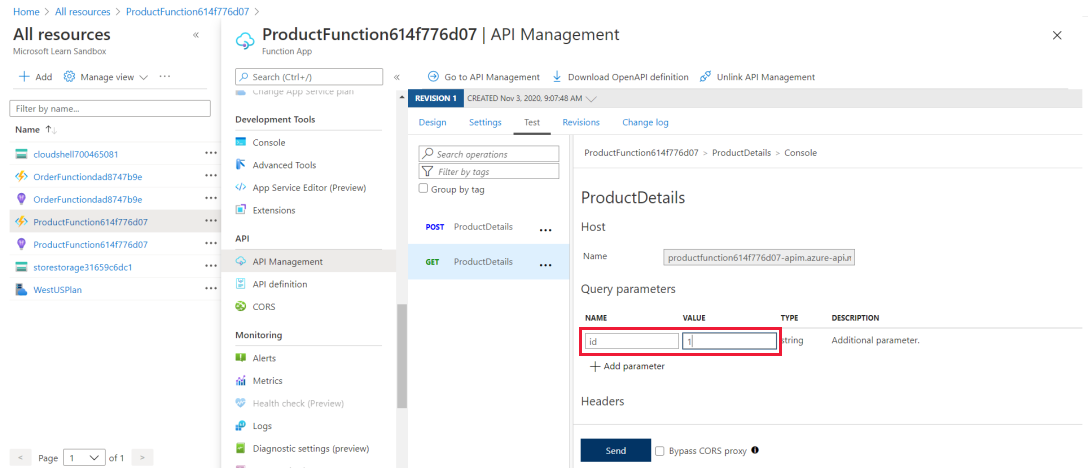 Home > All resources > ProductFunction614f776d07 >
All resources «
Microsoft Learn Sandbox
+ Add Manage view ...
Filter by name...
Name ↑↓
cloudshell700465081 ...
OrderFunctiondad8747b9e ...
OrderFunctiondad8747b9e ...
ProductFunction614f776d07 ...
ProductFunction614f776d07 ...
storestorage31659c6dc1 ...
WestUSPlan ...
< Page 1 of 1 >
ProductFunction614f776d07 | API Management
Function App
Search (Ctrl+/) «
Change App Service plan
Development Tools
Console
Advanced Tools
App Service Editor (Preview)
Extensions
API
API Management
API definition
CORS
Monitoring
Alerts
Metrics
Health check (Preview)
Logs
Diagnostic settings (preview)
Go to API Management Download OpenAPI definition Unlink API Management
REVISION 1 CREATED Nov 3, 2020, 9:07:48 AM
Design Settings Test Revisions Change log
Search operations
Filter by tags
Group by tag
POST ProductDetails ...
GET ProductDetails ...
ProductFunction614f776d07 > ProductDetails > Console
ProductDetails
Host
Name productfunction614f776d07-apim.azure-api.n
Query parameters
NAME VALUE TYPE DESCRIPTION
id 1 string Additional parameter.
+ Add parameter
Headers
Send Bypass CORS proxy